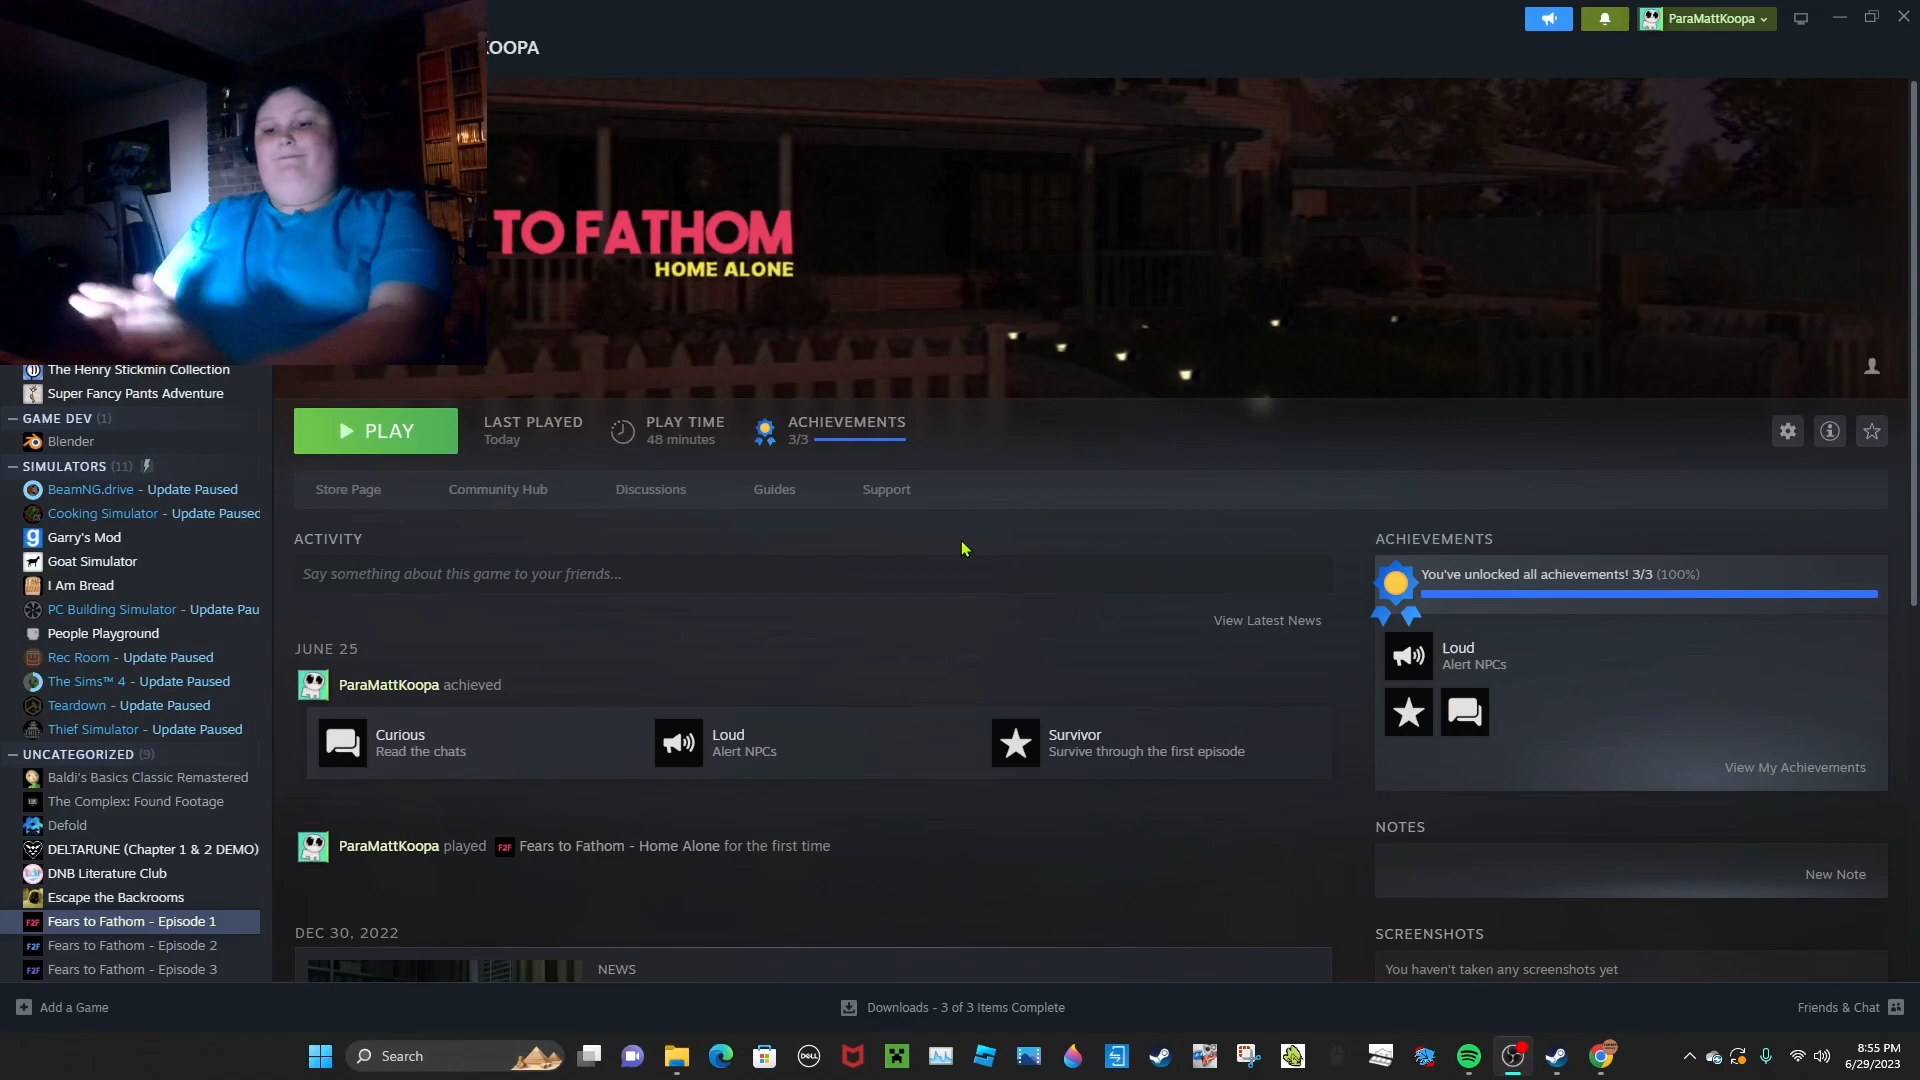 ParaMattKoopa
KOOPA
TO FATHOM
HOME ALONE
The Henry Stickmin Collection
Super Fancy Pants Adventure
GAME DEV (1)
Blender
SIMULATORS (11)
BeamNG.drive - Update Paused
Cooking Simulator - Update Paused
Garry's Mod
Goat Simulator
I Am Bread
PC Building Simulator - Update Pau
People Playground
Rec Room - Update Paused
The Sims™ 4 - Update Paused
Teardown - Update Paused
Thief Simulator - Update Paused
UNCATEGORIZED (9)
Baldi's Basics Classic Remastered
The Complex: Found Footage
Defold
DELTARUNE (Chapter 1 & 2 DEMO)
DNB Literature Club
Escape the Backrooms
F2F Fears to Fathom - Episode 1
F2F Fears to Fathom - Episode 2
F2F Fears to Fathom - Episode 3
PLAY
LAST PLAYED
Today
PLAY TIME
48 minutes
ACHIEVEMENTS
3/3
Store Page Community Hub Discussions Guides Support
ACTIVITY
Say something about this game to your friends...
View Latest News
JUNE 25
ParaMattKoopa achieved
Curious
Read the chats
Loud
Alert NPCs
Survivor
Survive through the first episode
ParaMattKoopa played F2F Fears to Fathom - Home Alone for the first time
DEC 30, 2022
NEWS
ACHIEVEMENTS
You've unlocked all achievements! 3/3 (100%)
Loud
Alert NPCs
View My Achievements
NOTES
New Note
SCREENSHOTS
You haven't taken any screenshots yet
Add a Game
Downloads - 3 of 3 Items Complete
Friends & Chat
Search
DELL
8:55 PM
6/29/2023